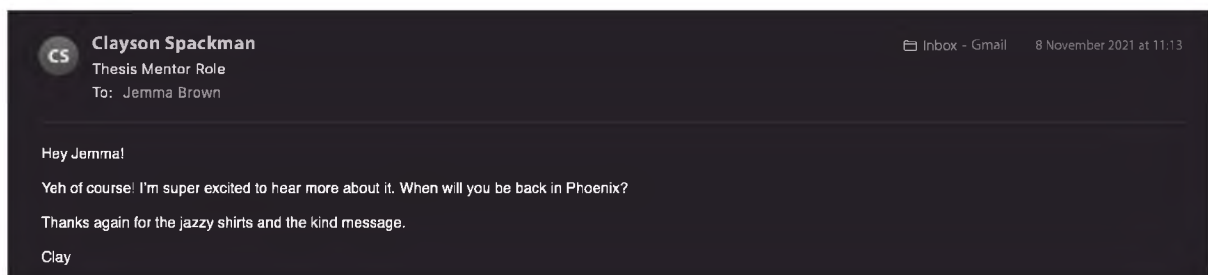 CS
Clayson Spackman
Inbox - Gmail 8 November 2021 at 11:13
Thesis Mentor Role
To: Jemma Brown
Hey Jemma!
Yeh of course! I'm super excited to hear more about it. When will you be back in Phoenix?
Thanks again for the jazzy shirts and the kind message.
Clay